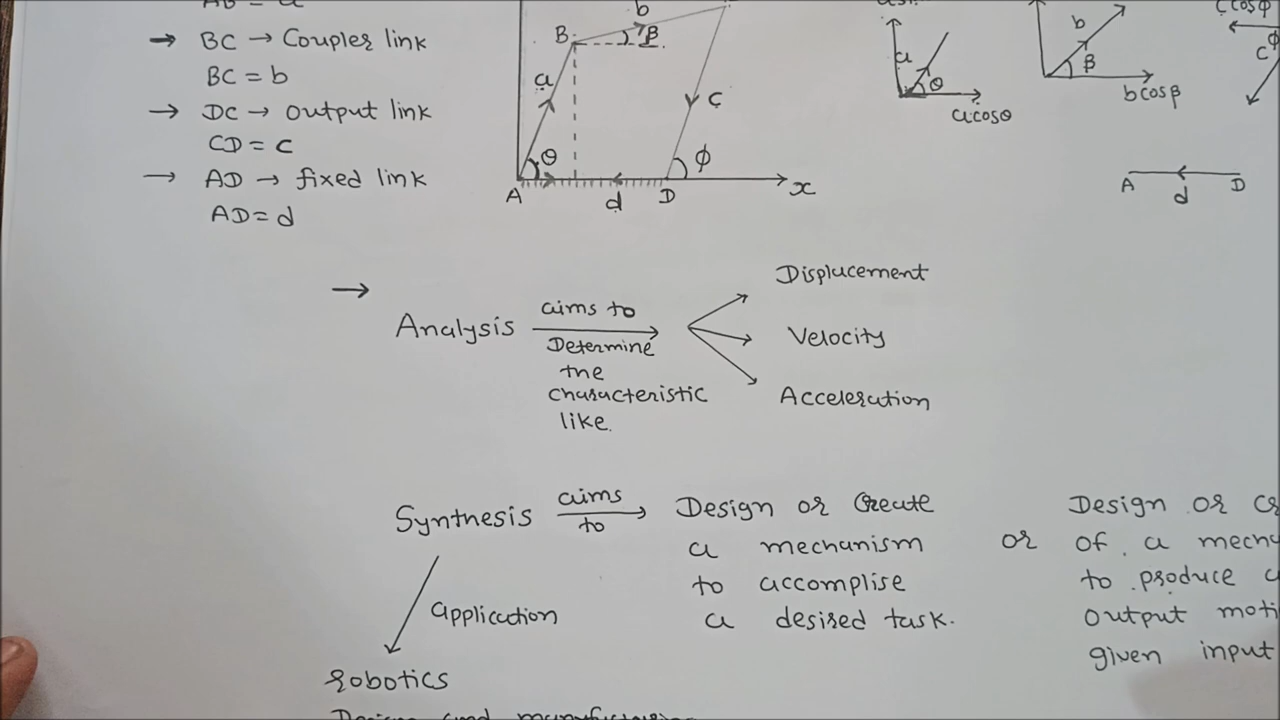 AB = a
→ BC → Coupler link
BC = b
→ DC → output link
CD = c
→ AD → fixed link
AD = d
b
B
β
a
c
θ
φ
A
d
D
x
a
θ
a cosθ
b
β
b cosβ
c cosφ
φ
c
A
d
D
→ Analysis aims to
Determine
the
characteristic
like.
Displacement
Velocity
Acceleration
Synthesis aims
to
Design or Create
a mechanism
to accomplise
a desired task.
or
Design or
of a
to produce
output
given input
application
robotics